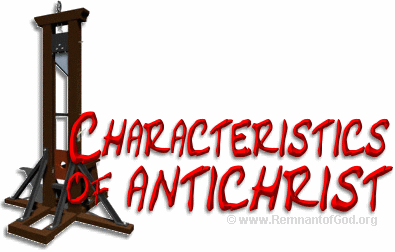 CHARACTERISTICS
OF ANTICHRIST
© www.RemnantofGod.org